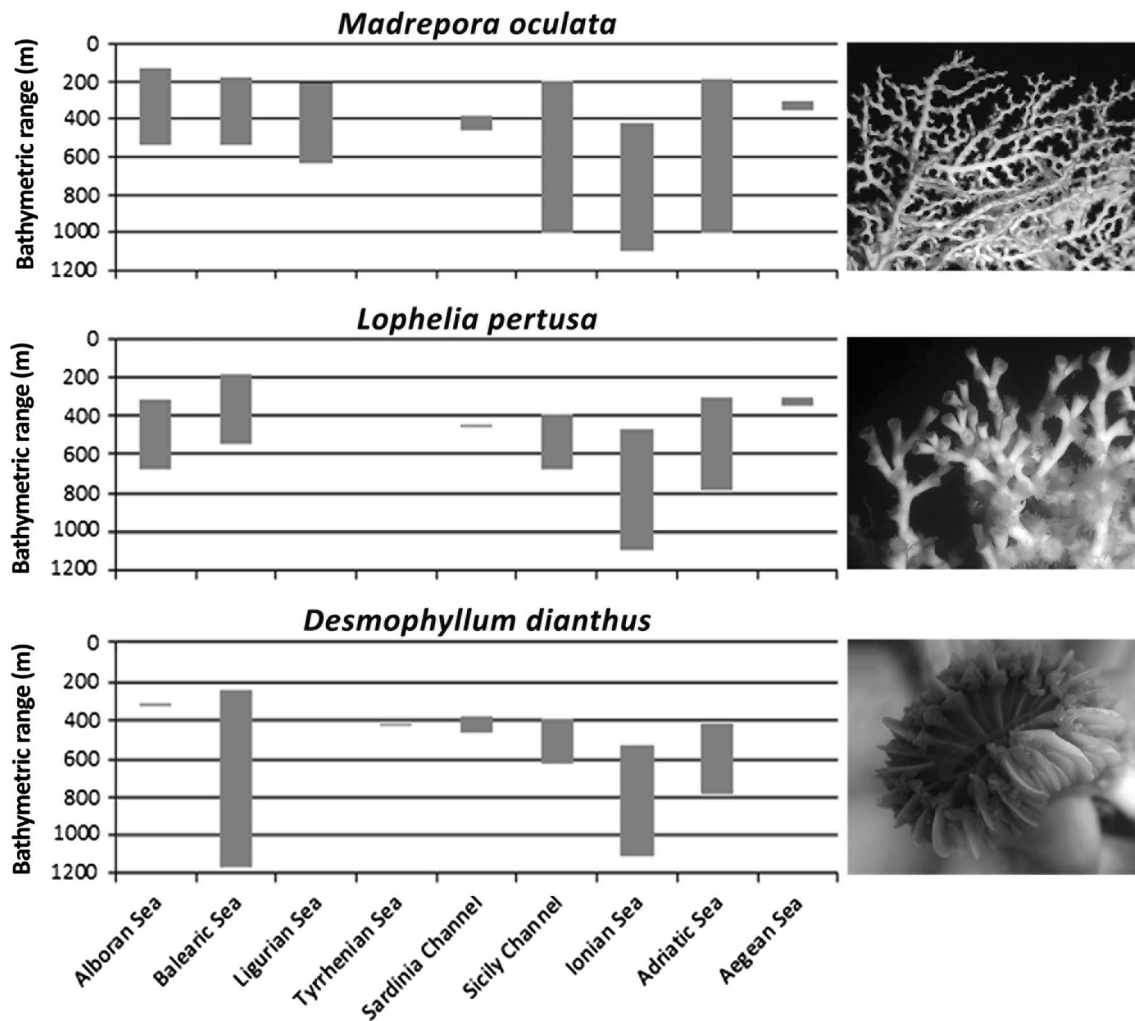 Madrepora oculata
Bathymetric range (m)
0
200
400
600
800
1000
1200
Lophelia pertusa
Bathymetric range (m)
0
200
400
600
800
1000
1200
Desmophyllum dianthus
Bathymetric range (m)
0
200
400
600
800
1000
1200
Alboran Sea
Balearic Sea
Ligurian Sea
Tyrrhenian Sea
Sardinia Channel
Sicily Channel
Ionian Sea
Adriatic Sea
Aegean Sea